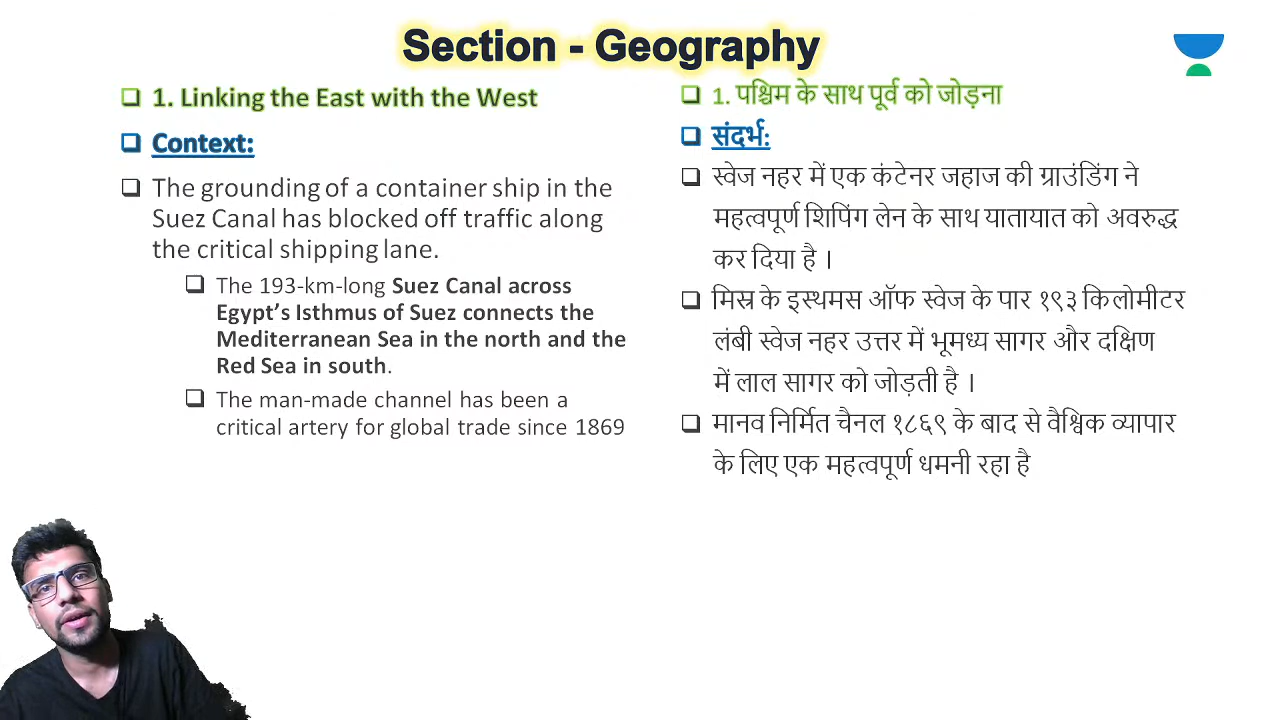 Section - Geography
1. Linking the East with the West
Context:
The grounding of a container ship in the
Suez Canal has blocked off traffic along
the critical shipping lane.
The 193-km-long Suez Canal across
Egypt’s Isthmus of Suez connects the
Mediterranean Sea in the north and the
Red Sea in south.
The man-made channel has been a
critical artery for global trade since 1869
1. पश्चिम के साथ पूर्व को जोड़ना
संदर्भ:
स्वेज नहर में एक कंटेनर जहाज की ग्राउंडिंग ने
महत्वपूर्ण शिपिंग लेन के साथ यातायात को अवरुद्ध
कर दिया है ।
मिस्र के इस्थमस ऑफ स्वेज के पार १९३ किलोमीटर
लंबी स्वेज नहर उत्तर में भूमध्य सागर और दक्षिण
में लाल सागर को जोड़ती है ।
मानव निर्मित चैनल १८६९ के बाद से वैश्विक व्यापार
के लिए एक महत्वपूर्ण धमनी रहा है